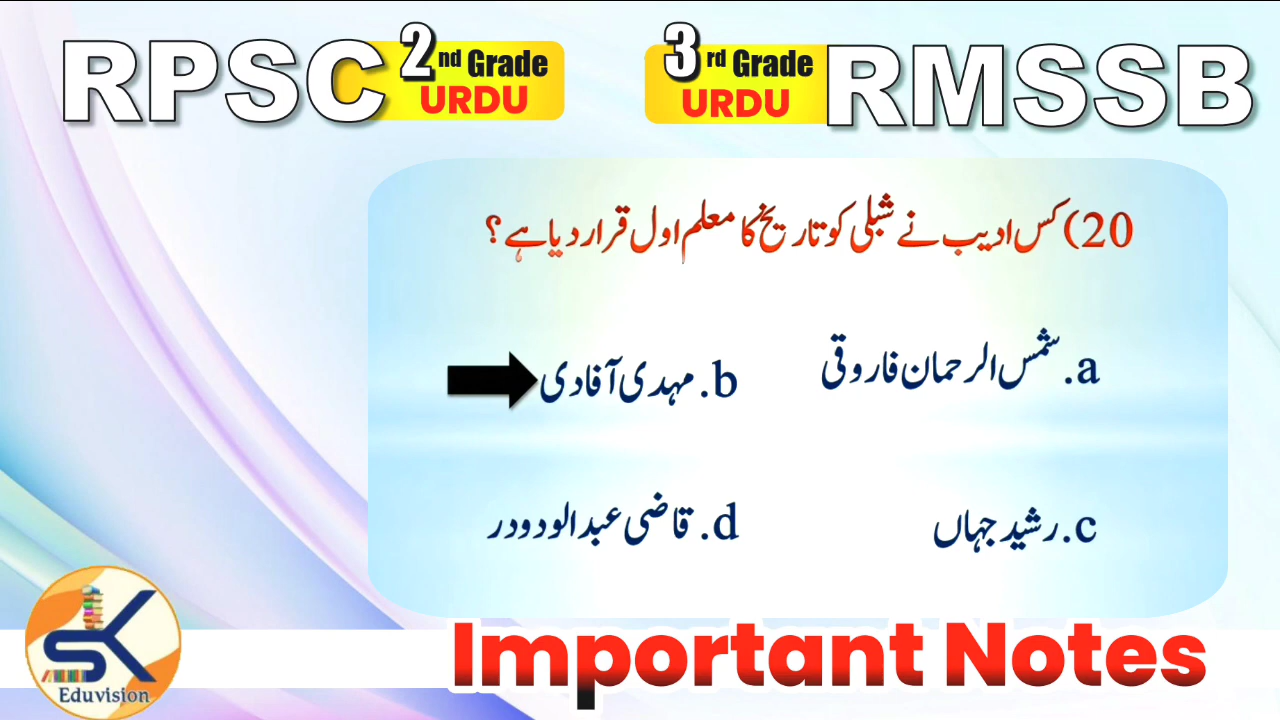 RPSC 2nd Grade URDU
3rd Grade URDU RMSSB
20) کس ادیب نے شبلی کو تاریخ کا معلم اول قرار دیا ہے ؟
a. شمس الرحمان فاروقی
b. مہدی آفادی
c. رشید جہاں
d. قاضی عبدالودودر
Important Notes
SK
Eduvision